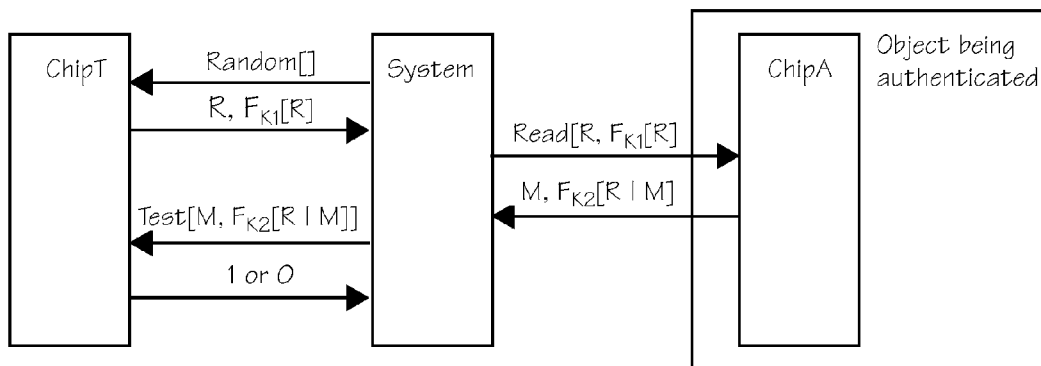 ChipT
System
ChipA
Object being
authenticated
Random[]
R, F_K1[R]
Read[R, F_K1[R]
M, F_K2[R | M]
Test[M, F_K2[R | M]]
1 or 0